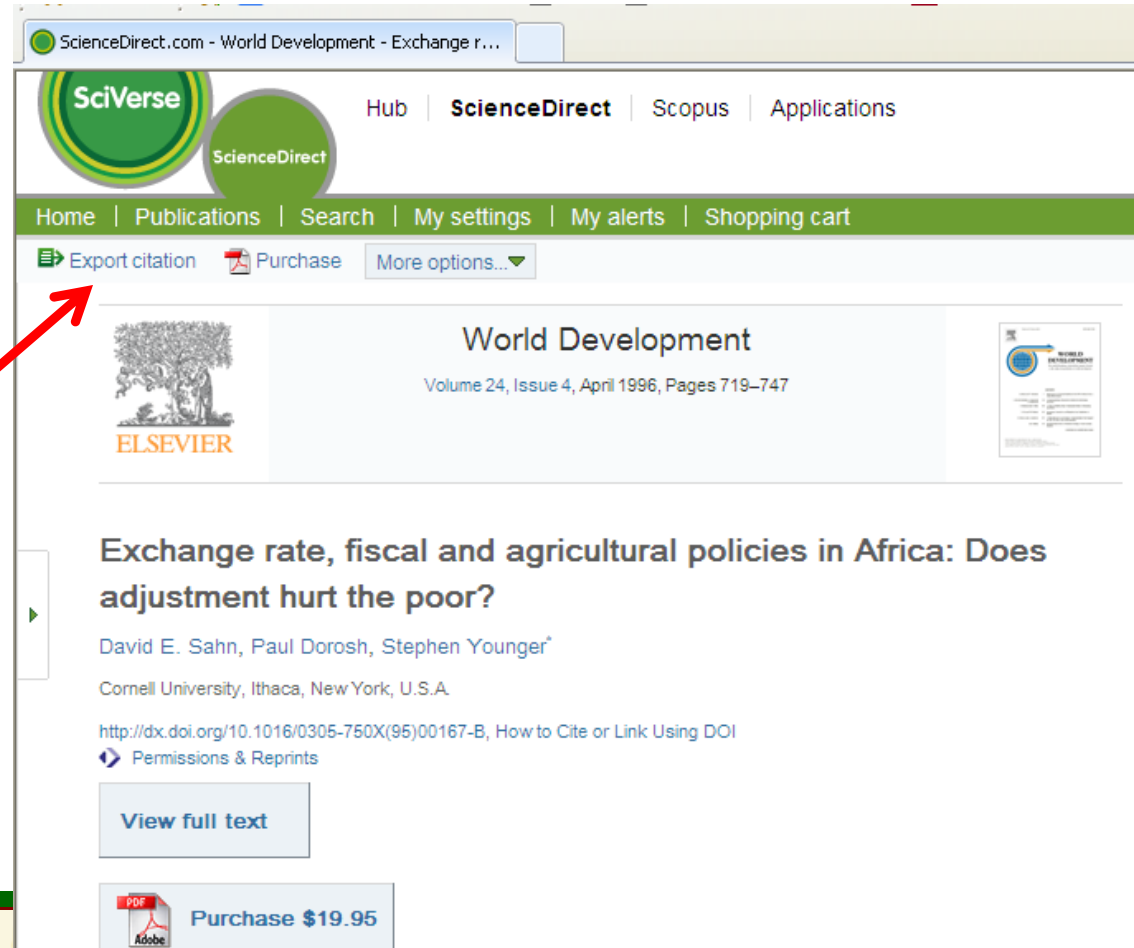 ScienceDirect.com - World Development - Exchange r...
SciVerse
ScienceDirect
Hub | ScienceDirect | Scopus | Applications
Home | Publications | Search | My settings | My alerts | Shopping cart
Export citation Purchase More options...
ELSEVIER
World Development
Volume 24, Issue 4, April 1996, Pages 719–747
WORLD DEVELOPMENT
Exchange rate, fiscal and agricultural policies in Africa: Does
adjustment hurt the poor?
David E. Sahn, Paul Dorosh, Stephen Younger*
Cornell University, Ithaca, New York, U.S.A.
http://dx.doi.org/10.1016/0305-750X(95)00167-B, How to Cite or Link Using DOI
Permissions & Reprints
View full text
PDF
Adobe
Purchase $19.95